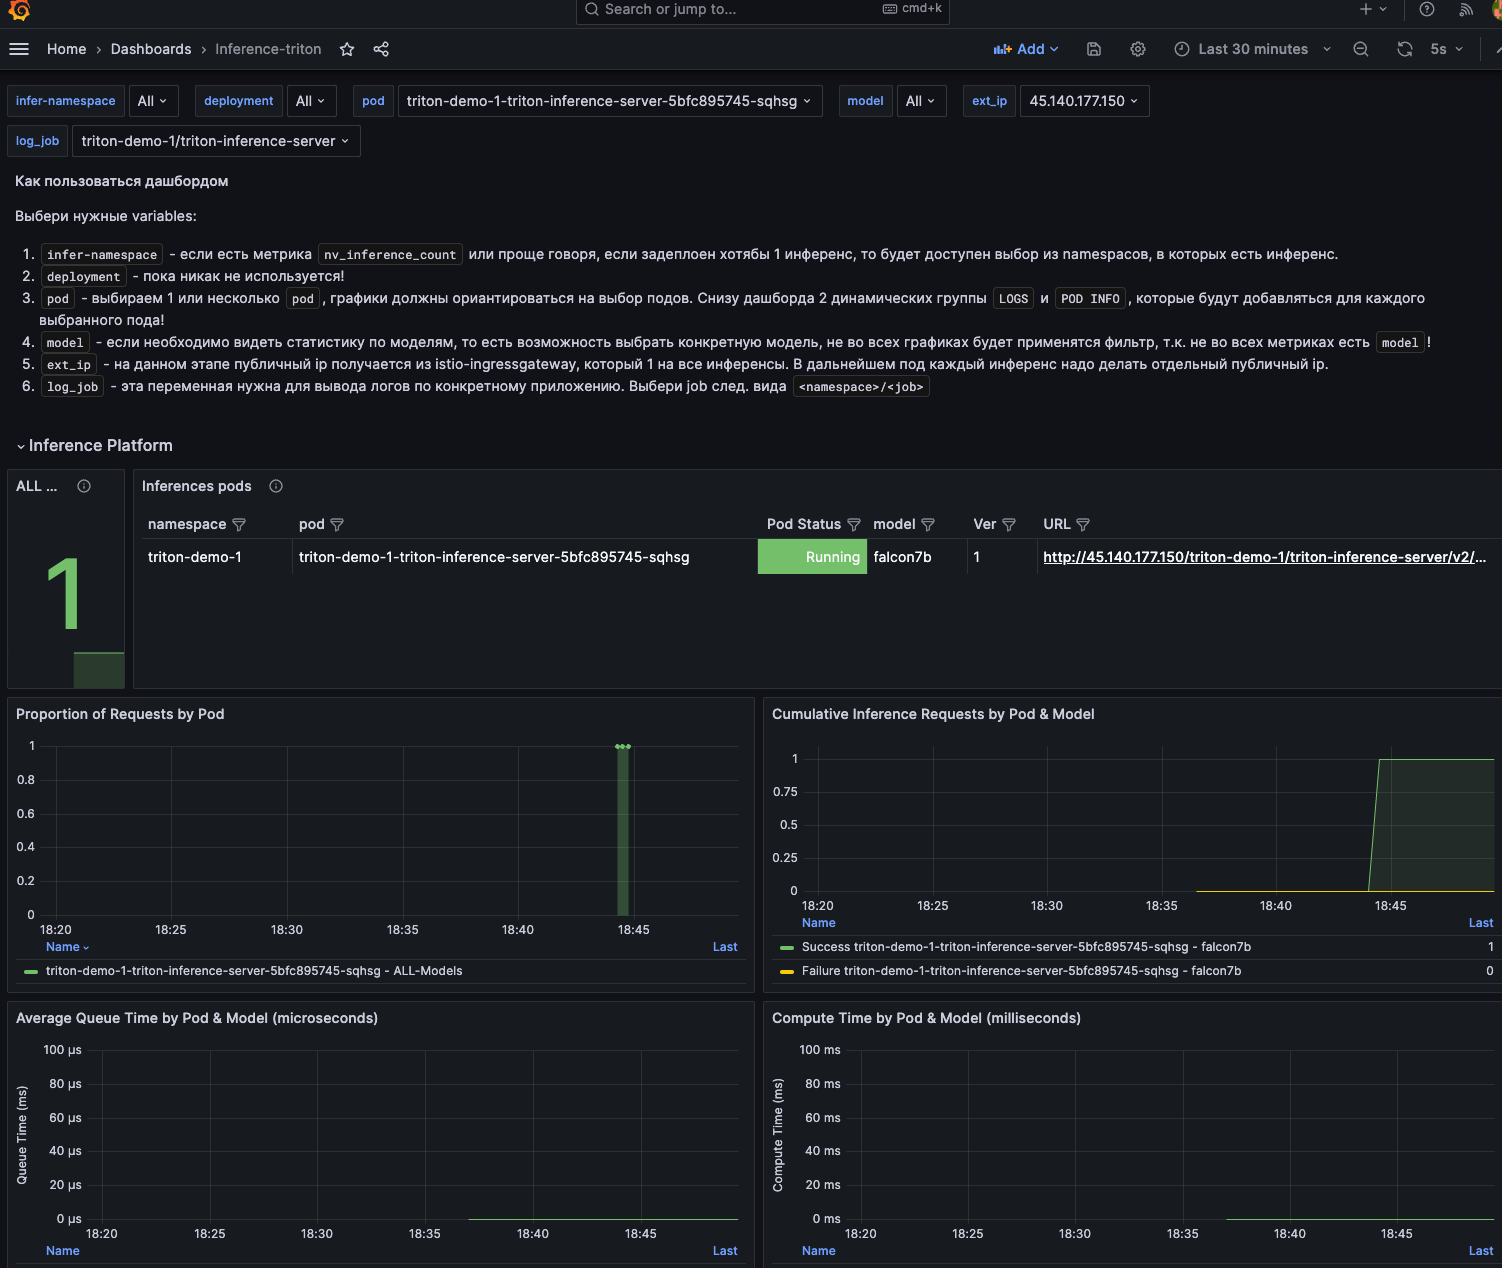 Search or jump to...
cmd+k
Home › Dashboards › Inference-triton
Add
Last 30 minutes
5s
infer-namespace All
deployment All
pod triton-demo-1-triton-inference-server-5bfc895745-sqhsg
model All
ext_ip 45.140.177.150
log_job triton-demo-1/triton-inference-server
Как пользоваться дашбордом
Выбери нужные variables:
1. infer-namespace - если есть метрика nv_inference_count или проще говоря, если задеплоен хотябы 1 инференс, то будет доступен выбор из namespaсов, в которых есть инференс.
2. deployment - пока никак не используется!
3. pod - выбираем 1 или несколько pod , графики должны ориантироваться на выбор подов. Снизу дашборда 2 динамических группы LOGS и POD INFO , которые будут добавляться для каждого
выбранного пода!
4. model - если необходимо видеть статистику по моделям, то есть возможность выбрать конкретную модель, не во всех графиках будет применятся фильтр, т.к. не во всех метриках есть model !
5. ext_ip - на данном этапе публичный ip получается из istio-ingressgateway, который 1 на все инференсы. В дальнейшем под каждый инференс надо делать отдельный публичный ip.
6. log_job - эта переменная нужна для вывода логов по конкретному приложению. Выбери job след. вида <namespace>/<job>
Inference Platform
ALL ...
1
Inferences pods
namespace pod Pod Status model Ver URL
triton-demo-1 triton-demo-1-triton-inference-server-5bfc895745-sqhsg Running falcon7b 1 http://45.140.177.150/triton-demo-1/triton-inference-server/v2/...
Proportion of Requests by Pod
1
0.8
0.6
0.4
0.2
0
18:20 18:25 18:30 18:35 18:40 18:45
Name Last
triton-demo-1-triton-inference-server-5bfc895745-sqhsg - ALL-Models
Cumulative Inference Requests by Pod & Model
1
0.75
0.5
0.25
0
18:20 18:25 18:30 18:35 18:40 18:45
Name Last
Success triton-demo-1-triton-inference-server-5bfc895745-sqhsg - falcon7b 1
Failure triton-demo-1-triton-inference-server-5bfc895745-sqhsg - falcon7b 0
Average Queue Time by Pod & Model (microseconds)
Queue Time (ms)
100 µs
80 µs
60 µs
40 µs
20 µs
0 µs
18:20 18:25 18:30 18:35 18:40 18:45
Name Last
Compute Time by Pod & Model (milliseconds)
Compute Time (ms)
100 ms
80 ms
60 ms
40 ms
20 ms
0 ms
18:20 18:25 18:30 18:35 18:40 18:45
Name Last